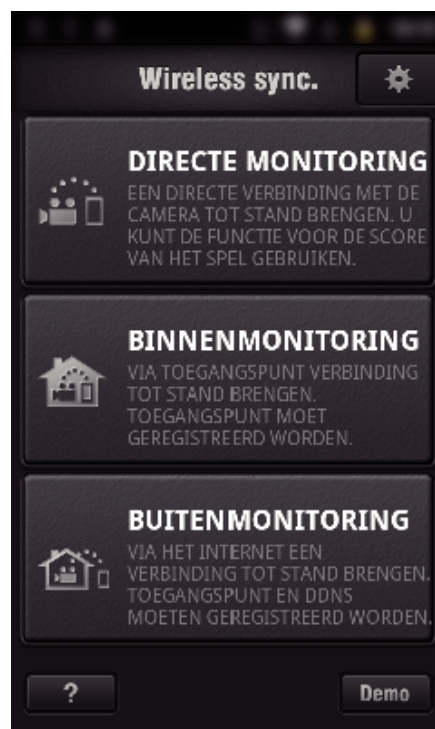 Wireless sync.
DIRECTE MONITORING
EEN DIRECTE VERBINDING MET DE
CAMERA TOT STAND BRENGEN. U
KUNT DE FUNCTIE VOOR DE SCORE
VAN HET SPEL GEBRUIKEN.
BINNENMONITORING
VIA TOEGANGSPUNT VERBINDING
TOT STAND BRENGEN.
TOEGANGSPUNT MOET
GEREGISTREERD WORDEN.
BUITENMONITORING
VIA HET INTERNET EEN
VERBINDING TOT STAND BRENGEN.
TOEGANGSPUNT EN DDNS
MOETEN GEREGISTREERD WORDEN.
?
Demo